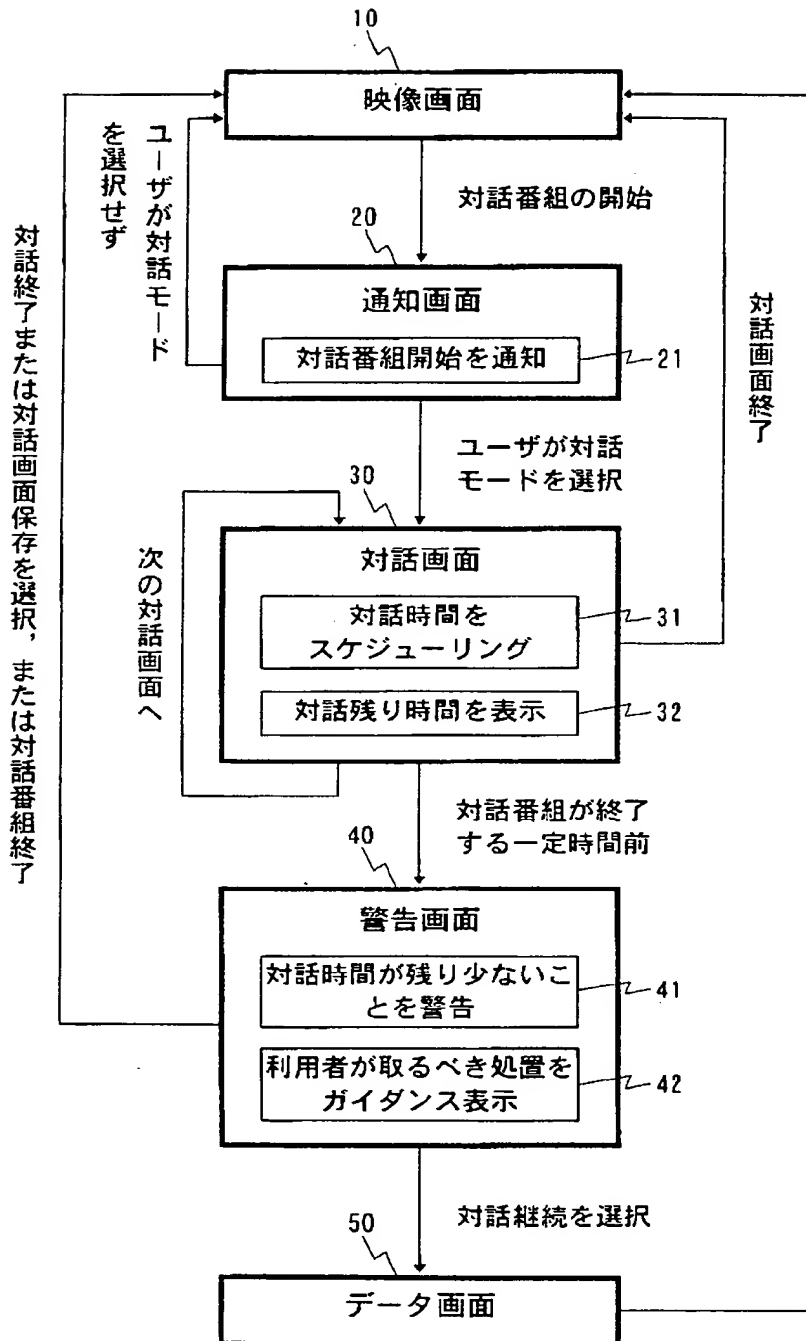 10
映像画面
ユーザが対話モード
を選択せず
対話番組の開始
20
通知画面
対話番組開始を通知
21
対話画面終了
対話終了または対話画面保存を選択，または対話番組終了
ユーザが対話
モードを選択
30
対話画面
対話時間を
スケジューリング
31
対話残り時間を表示
32
次の対話画面へ
対話番組が終了
する一定時間前
40
警告画面
対話時間が残り少ないこ
とを警告
41
利用者が取るべき処置を
ガイダンス表示
42
対話継続を選択
50
データ画面